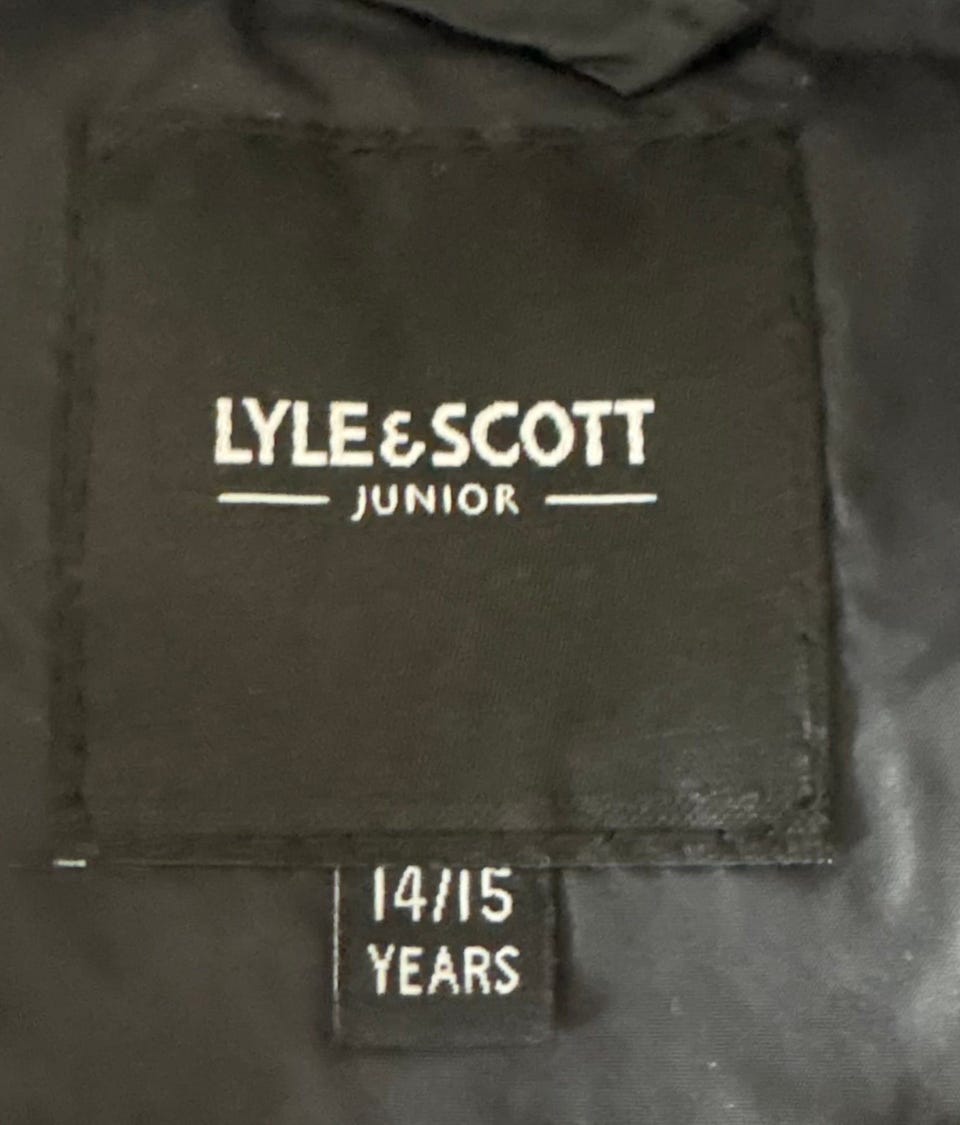 LYLE & SCOTT
JUNIOR
14/15
YEARS